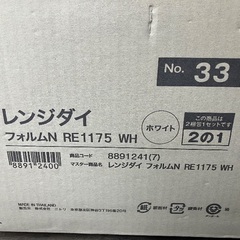 No. 33
レンジダイ
フォルムN RE1175 WH
ホワイト
この商品は
2梱包1セットです
2の1
商品コード 8891241(7)
マスター商品名 レンジダイ フォルムN RE1175 WH
*88912400*
MADE IN THAILAND